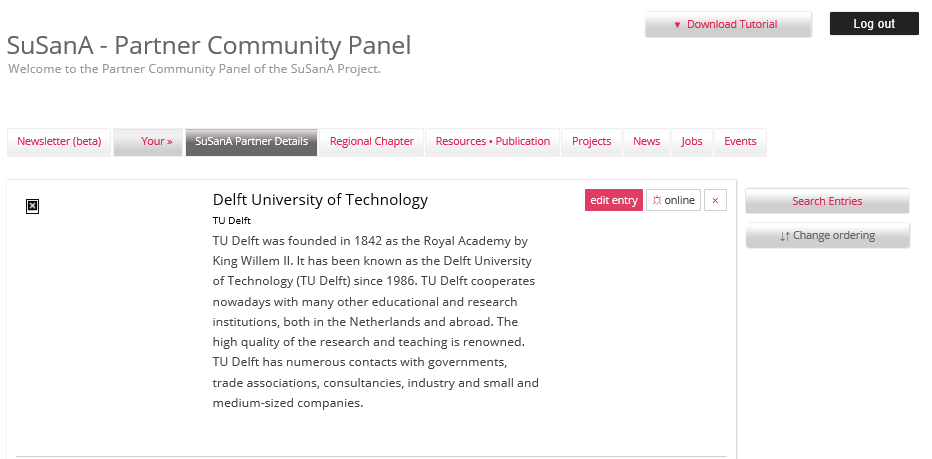 ▼ Download Tutorial
Log out
SuSanA - Partner Community Panel
Welcome to the Partner Community Panel of the SuSanA Project.
Newsletter (beta)
Your »
SuSanA Partner Details
Regional Chapter
Resources • Publication
Projects
News
Jobs
Events
Delft University of Technology
edit entry
online
×
Search Entries
TU Delft
↓↑ Change ordering
TU Delft was founded in 1842 as the Royal Academy by
King Willem II. It has been known as the Delft University
of Technology (TU Delft) since 1986. TU Delft cooperates
nowadays with many other educational and research
institutions, both in the Netherlands and abroad. The
high quality of the research and teaching is renowned.
TU Delft has numerous contacts with governments,
trade associations, consultancies, industry and small and
medium-sized companies.